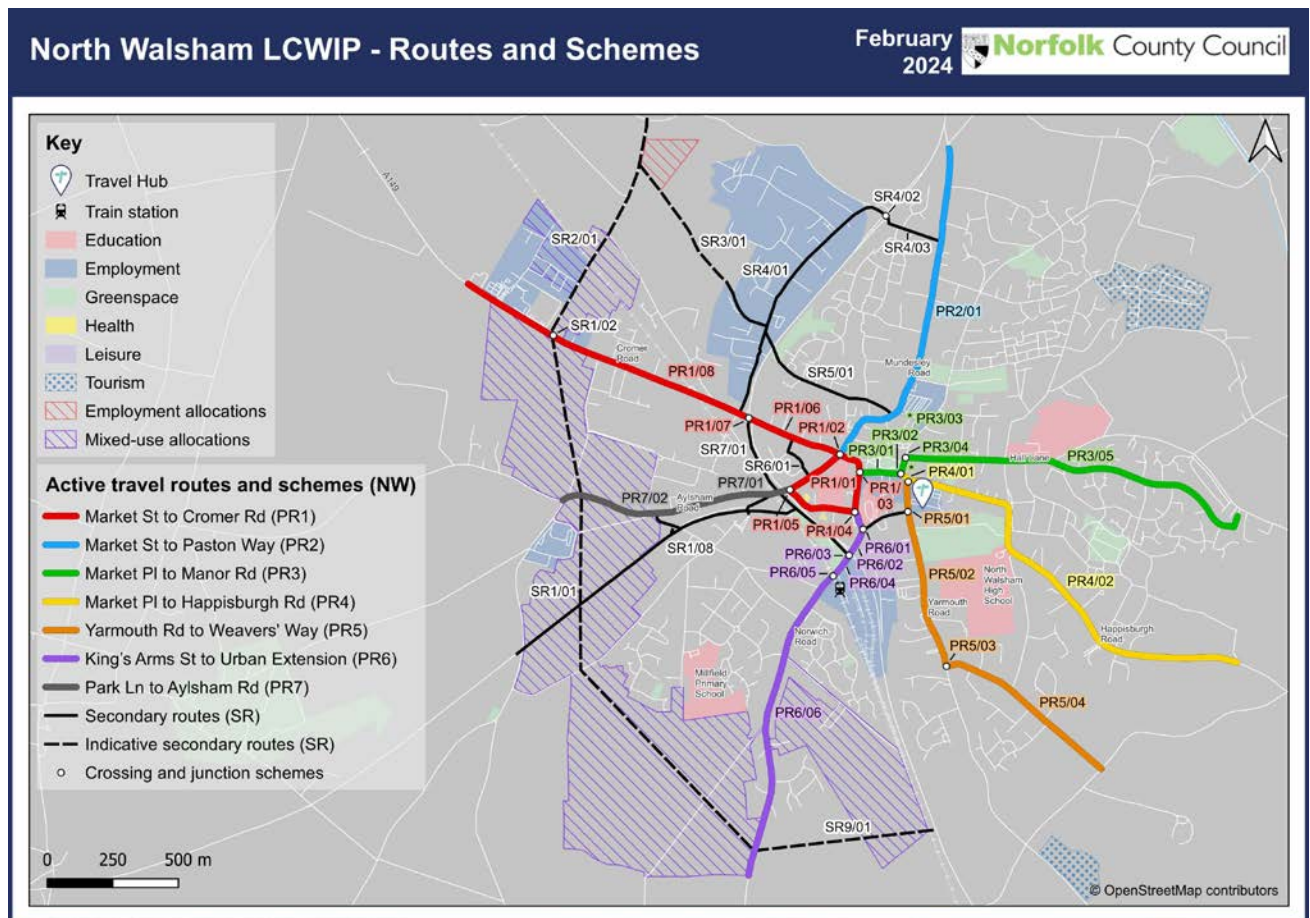 North Walsham LCWIP - Routes and Schemes
February
2024
Norfolk County Council
Key
Travel Hub
Train station
Education
Employment
Greenspace
Health
Leisure
Tourism
Employment allocations
Mixed-use allocations
Active travel routes and schemes (NW)
Market St to Cromer Rd (PR1)
Market St to Paston Way (PR2)
Market Pl to Manor Rd (PR3)
Market Pl to Happisburgh Rd (PR4)
Yarmouth Rd to Weavers' Way (PR5)
King's Arms St to Urban Extension (PR6)
Park Ln to Aylsham Rd (PR7)
Secondary routes (SR)
Indicative secondary routes (SR)
Crossing and junction schemes
0 250 500 m
A149
SR2/01
SR3/01
SR4/01
SR4/02
SR4/03
SR1/02
Cromer
Road
PR1/08
PR2/01
Mundesley
Road
SR5/01
PR1/06
PR1/07
PR1/02
* PR3/03
PR3/02
PR3/01
PR3/04
SR7/01
SR6/01
Hall Lane
PR3/05
* PR4/01
PR7/02
Aylsham
Road
PR7/01
PR1/01
PR1/
03
PR1/05
PR1/04
PR5/01
SR1/08
PR6/03
PR6/01
PR6/02
PR6/05
PR6/04
SR1/01
PR5/02
North
Walsham
High
School
PR4/02
Yarmouth
Road
Happisburgh
Road
Norwich
Road
PR5/03
Millfield
Primary
School
PR5/04
PR6/06
SR9/01
© OpenStreetMap contributors